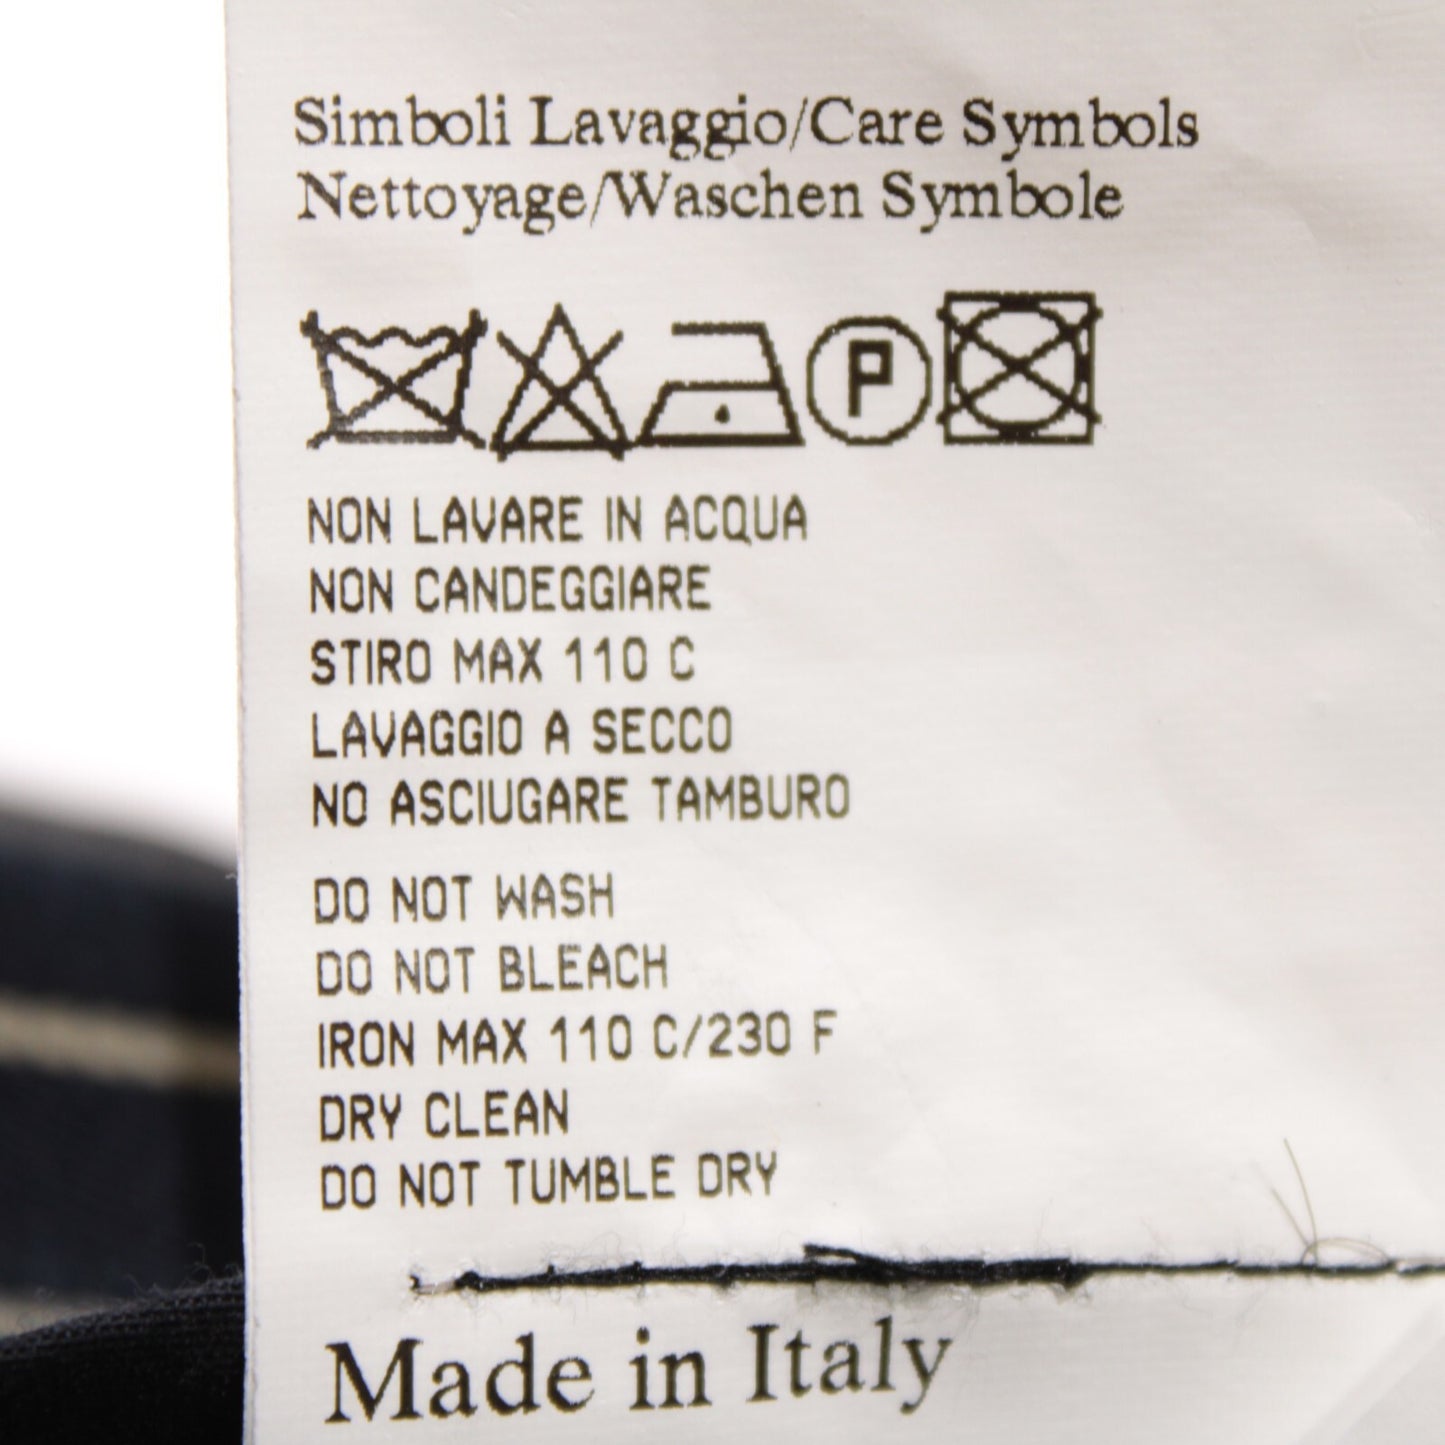 Simboli Lavaggio/Care Symbols
Nettoyage/Waschen Symbole
P
NON LAVARE IN ACQUA
NON CANDEGGIARE
STIRO MAX 110 C
LAVAGGIO A SECCO
NO ASCIUGARE TAMBURO
DO NOT WASH
DO NOT BLEACH
IRON MAX 110 C/230 F
DRY CLEAN
DO NOT TUMBLE DRY
Made in Italy